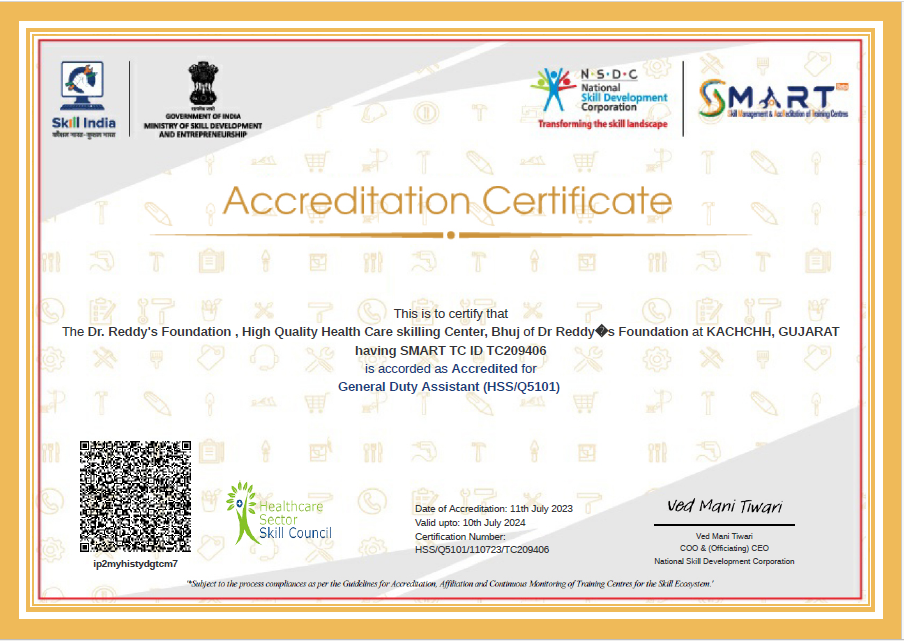 Skill India
कौशल भारत-कुशल भारत
सत्यमेव जयते
GOVERNMENT OF INDIA
MINISTRY OF SKILL DEVELOPMENT
AND ENTREPRENEURSHIP
N·S·D·C
National
Skill Development
Corporation
Transforming the skill landscape
SMART
Skill Management & Accreditation of Training Centres
Accreditation Certificate
This is to certify that
The Dr. Reddy's Foundation , High Quality Health Care skilling Center, Bhuj of Dr Reddy�s Foundation at KACHCHH, GUJARAT
having SMART TC ID TC209406
is accorded as Accredited for
General Duty Assistant (HSS/Q5101)
ip2myhistydgtcm7
Healthcare
Sector
Skill Council
Date of Accreditation: 11th July 2023
Valid upto: 10th July 2024
Certification Number:
HSS/Q5101/110723/TC209406
Ved Mani Tiwari
Ved Mani Tiwari
COO & (Officiating) CEO
National Skill Development Corporation
'*Subject to the process compliances as per the Guidelines for Accreditation, Affiliation and Continuous Monitoring of Training Centres for the Skill Ecosystem.'